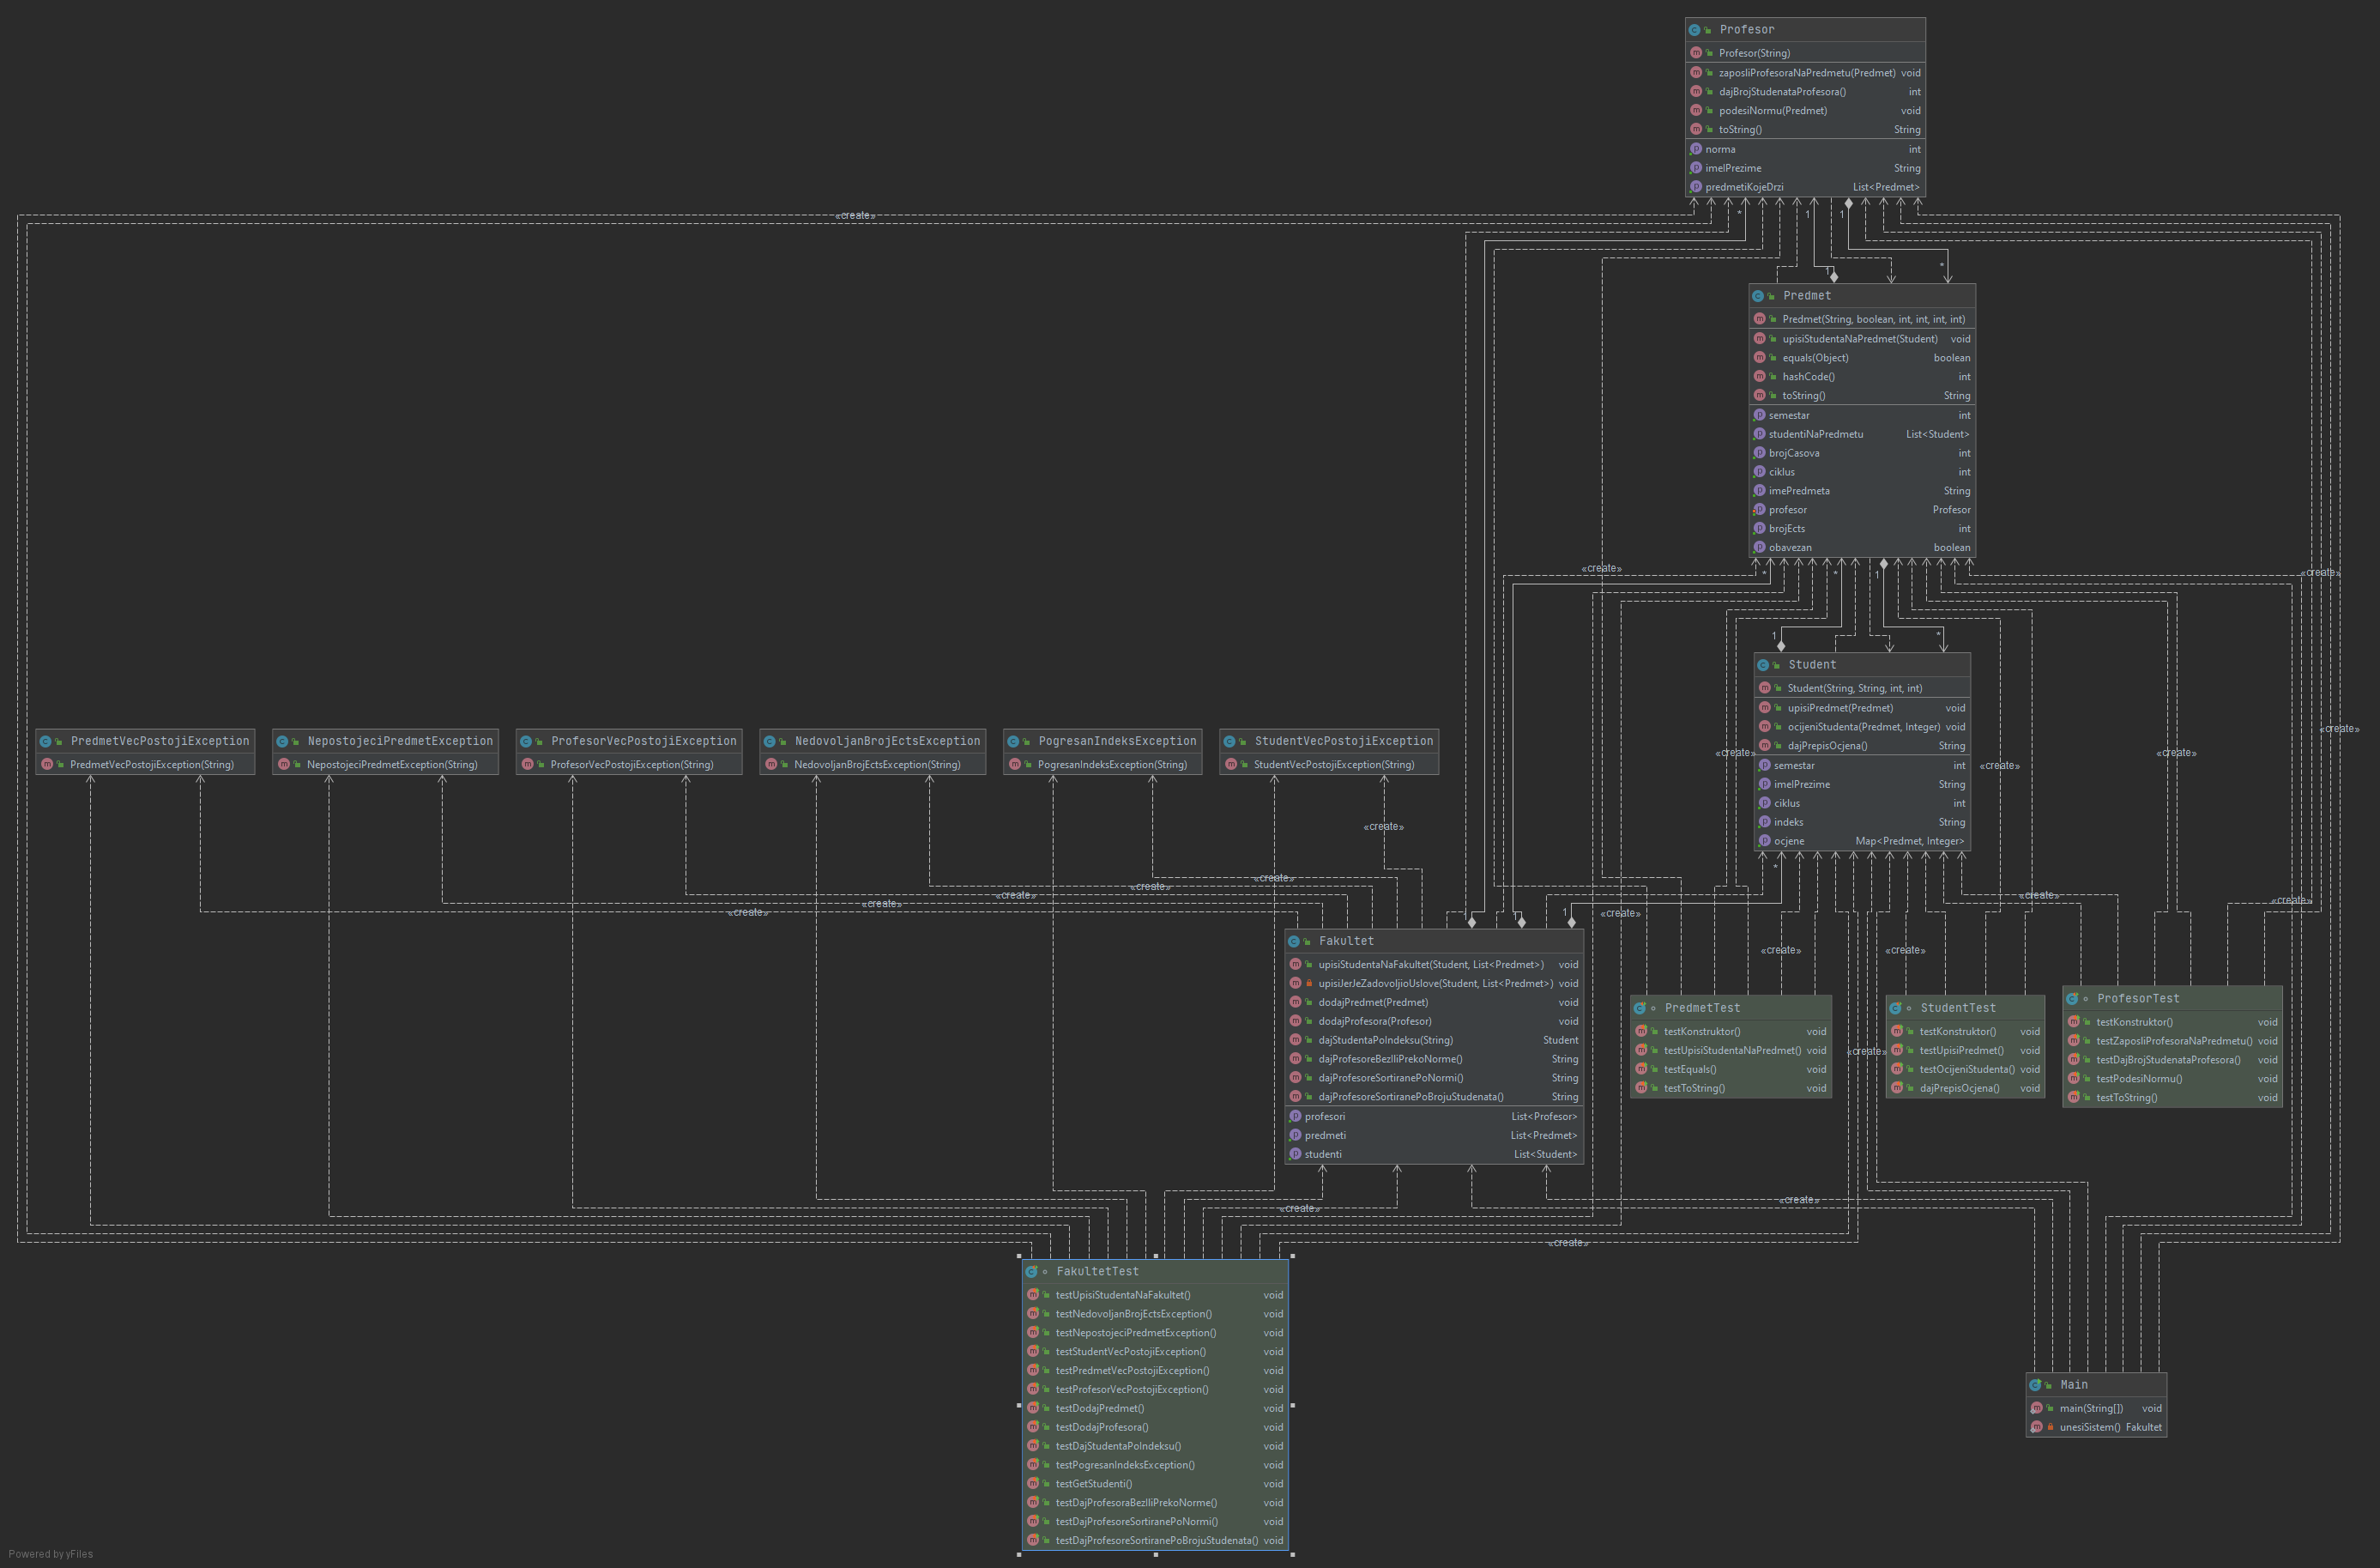 Profesor
Profesor(String)
zaposliProfesoraNaPredmetu(Predmet) void
dajBrojStudenataProfesora() int
podesiNormu(Predmet) void
toString() String
norma int
imeIPrezime String
predmetiKojeDrzi List<Predmet>
«create»
1
1
*
*
1
Predmet
Predmet(String, boolean, int, int, int, int)
upisiStudentaNaPredmet(Student) void
equals(Object) boolean
hashCode() int
toString() String
semestar int
studentiNaPredmetu List<Student>
brojCasova int
ciklus int
imePredmeta String
profesor Profesor
brojEcts int
obavezan boolean
«create»
«create»
*
*
1
1
*
Student
Student(String, String, int, int)
upisiPredmet(Predmet) void
ocijeniStudenta(Predmet, Integer) void
dajPrepisOcjena() String
semestar int
imeIPrezime String
ciklus int
indeks String
ocjene Map<Predmet, Integer>
«create»
«create»
«create»
«create»
PredmetVecPostojiException
PredmetVecPostojiException(String)
NepostojeciPredmetException
NepostojeciPredmetException(String)
ProfesorVecPostojiException
ProfesorVecPostojiException(String)
NedovoljanBrojEctsException
NedovoljanBrojEctsException(String)
PogresanIndeksException
PogresanIndeksException(String)
StudentVecPostojiException
StudentVecPostojiException(String)
«create»
*
«create»
«create»
«create»
«create»
«create»
«create»
«create»
«create»
1
1
Fakultet
upisiStudentaNaFakultet(Student, List<Predmet>) void
upisiJerJeZadovoljioUslove(Student, List<Predmet>) void
dodajPredmet(Predmet) void
dodajProfesora(Profesor) void
dajStudentaPoIndeksu(String) Student
dajProfesoreBezIliPrekoNorme() String
dajProfesoreSortiranePoNormi() String
dajProfesoreSortiranePoBrojuStudenata() String
profesori List<Profesor>
predmeti List<Predmet>
studenti List<Student>
«create»
«create»
«create»
PredmetTest
testKonstruktor() void
testUpisiStudentaNaPredmet() void
testEquals() void
testToString() void
StudentTest
testKonstruktor() void
testUpisiPredmet() void
testOcijeniStudenta() void
dajPrepisOcjena() void
ProfesorTest
testKonstruktor() void
testZaposliProfesoraNaPredmetu() void
testDajBrojStudenataProfesora() void
testPodesiNormu() void
testToString() void
«create»
«create»
«create»
FakultetTest
testUpisiStudentaNaFakultet() void
testNedovoljanBrojEctsException() void
testNepostojeciPredmetException() void
testStudentVecPostojiException() void
testPredmetVecPostojiException() void
testProfesorVecPostojiException() void
testDodajPredmet() void
testDodajProfesora() void
testDajStudentaPoIndeksu() void
testPogresanIndeksException() void
testGetStudenti() void
testDajProfesoraBezIliPrekoNorme() void
testDajProfesoreSortiranePoNormi() void
testDajProfesoreSortiranePoBrojuStudenata() void
Main
main(String[]) void
unesiSistem() Fakultet
Powered by yFiles